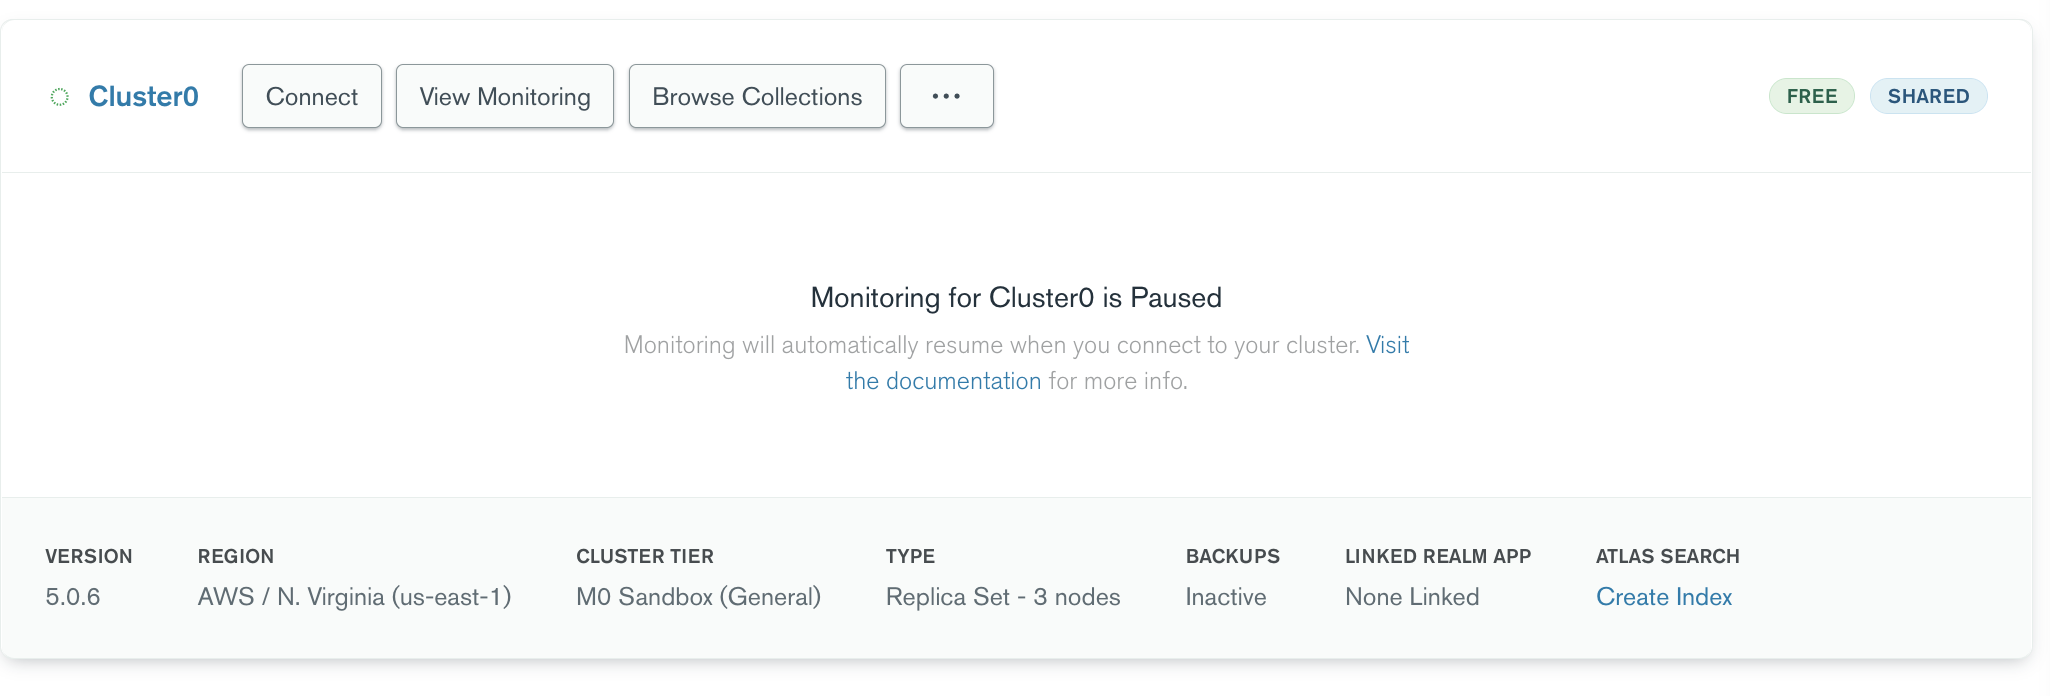 Cluster0 Connect View Monitoring Browse Collections ... FREE SHARED
Monitoring for Cluster0 is Paused
Monitoring will automatically resume when you connect to your cluster. Visit
the documentation for more info.
VERSION REGION CLUSTER TIER TYPE BACKUPS LINKED REALM APP ATLAS SEARCH
5.0.6 AWS / N. Virginia (us-east-1) M0 Sandbox (General) Replica Set - 3 nodes Inactive None Linked Create Index